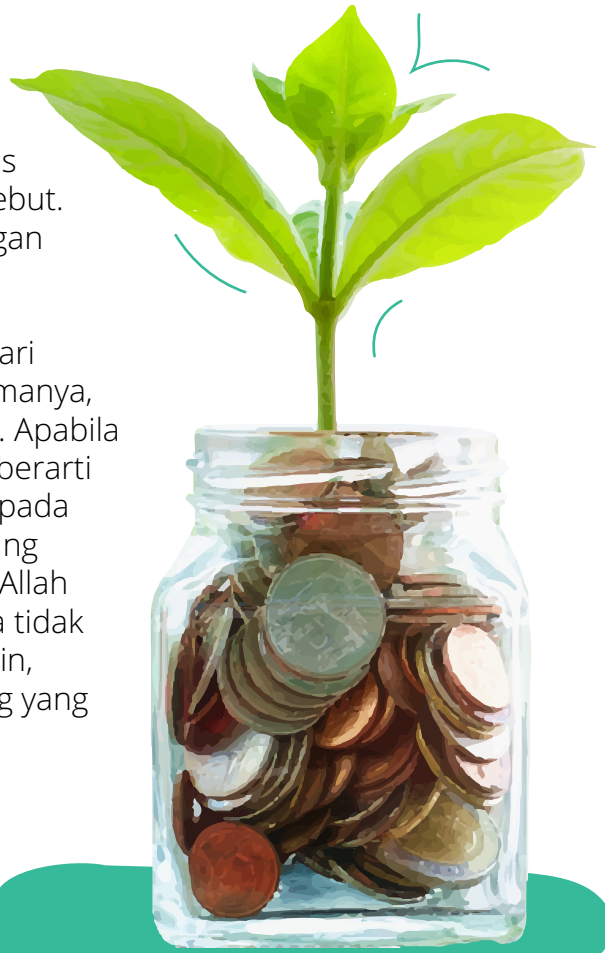 s
ebut.
gan
ari
manya,
. Apabila
berarti
pada
ng
Allah
a tidak
in,
g yang